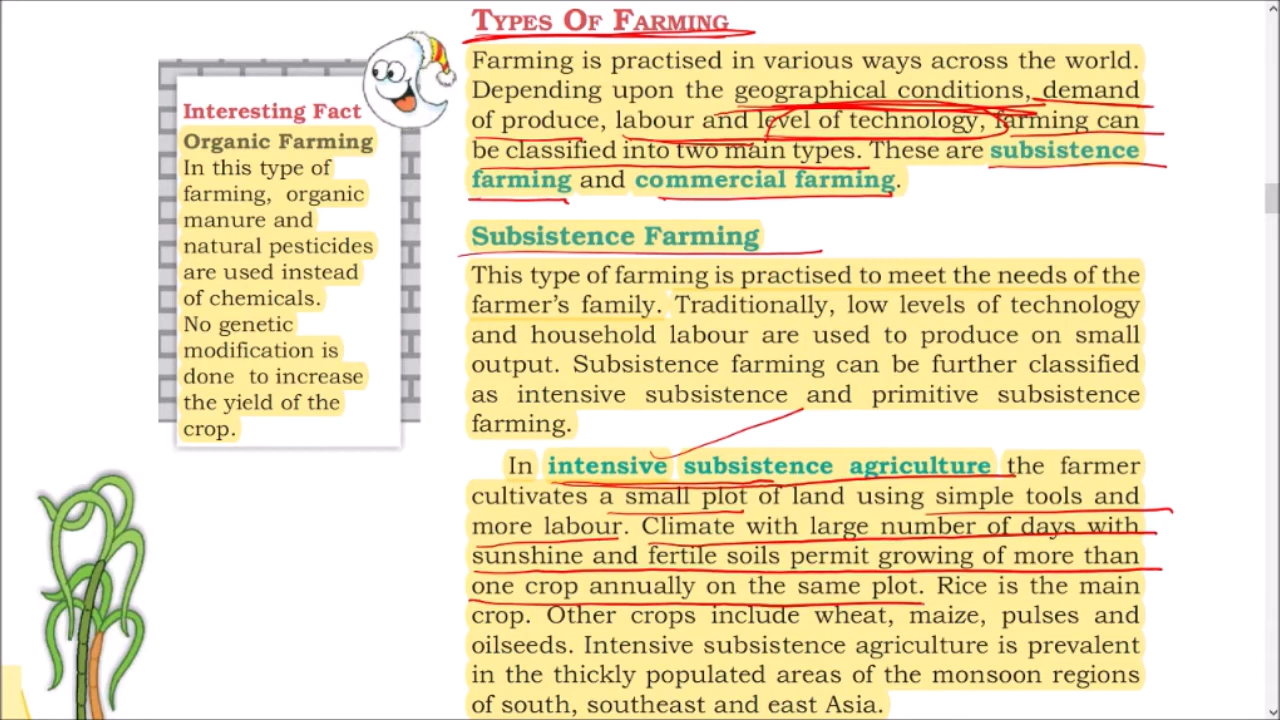 TYPES OF FARMING
Farming is practised in various ways across the world.
Depending upon the geographical conditions, demand
of produce, labour and level of technology, farming can
be classified into two main types. These are subsistence
farming and commercial farming.
Subsistence Farming
This type of farming is practised to meet the needs of the
farmer’s family. Traditionally, low levels of technology
and household labour are used to produce on small
output. Subsistence farming can be further classified
as intensive subsistence and primitive subsistence
farming.
In intensive subsistence agriculture the farmer
cultivates a small plot of land using simple tools and
more labour. Climate with large number of days with
sunshine and fertile soils permit growing of more than
one crop annually on the same plot. Rice is the main
crop. Other crops include wheat, maize, pulses and
oilseeds. Intensive subsistence agriculture is prevalent
in the thickly populated areas of the monsoon regions
of south, southeast and east Asia.
Interesting Fact
Organic Farming
In this type of
farming, organic
manure and
natural pesticides
are used instead
of chemicals.
No genetic
modification is
done to increase
the yield of the
crop.